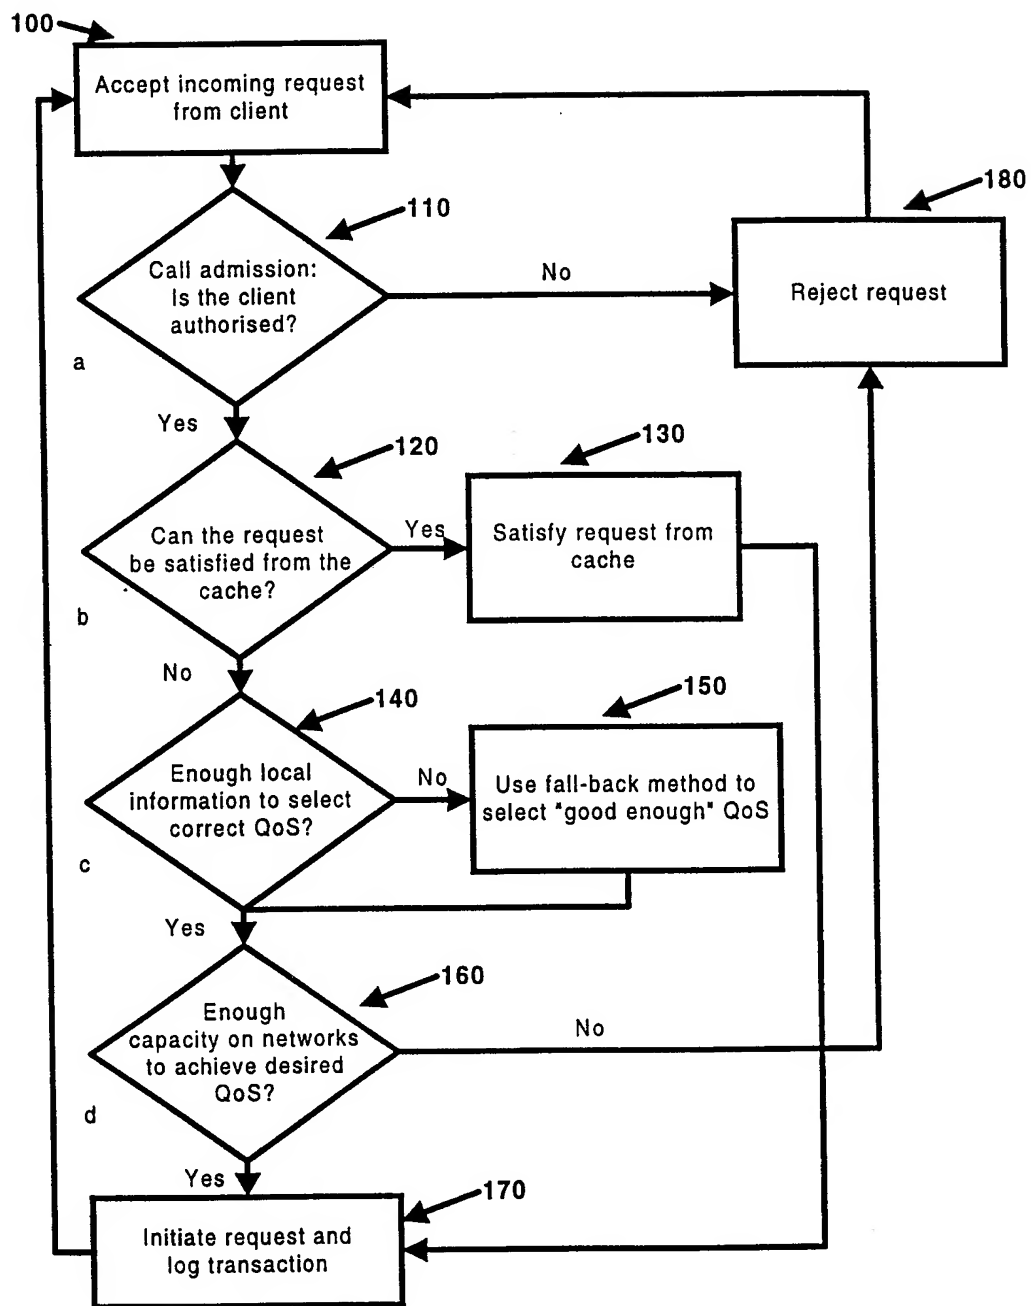 100
Accept incoming request
from client
110
180
Call admission:
Is the client
authorised?
No
Reject request
a
Yes
120
130
Can the request
be satisfied from the
cache?
Yes
Satisfy request from
cache
b
No
140
150
Enough local
information to select
correct QoS?
No
Use fall-back method to
select "good enough" QoS
c
Yes
160
Enough
capacity on networks
to achieve desired
QoS?
No
d
Yes
170
Initiate request and
log transaction